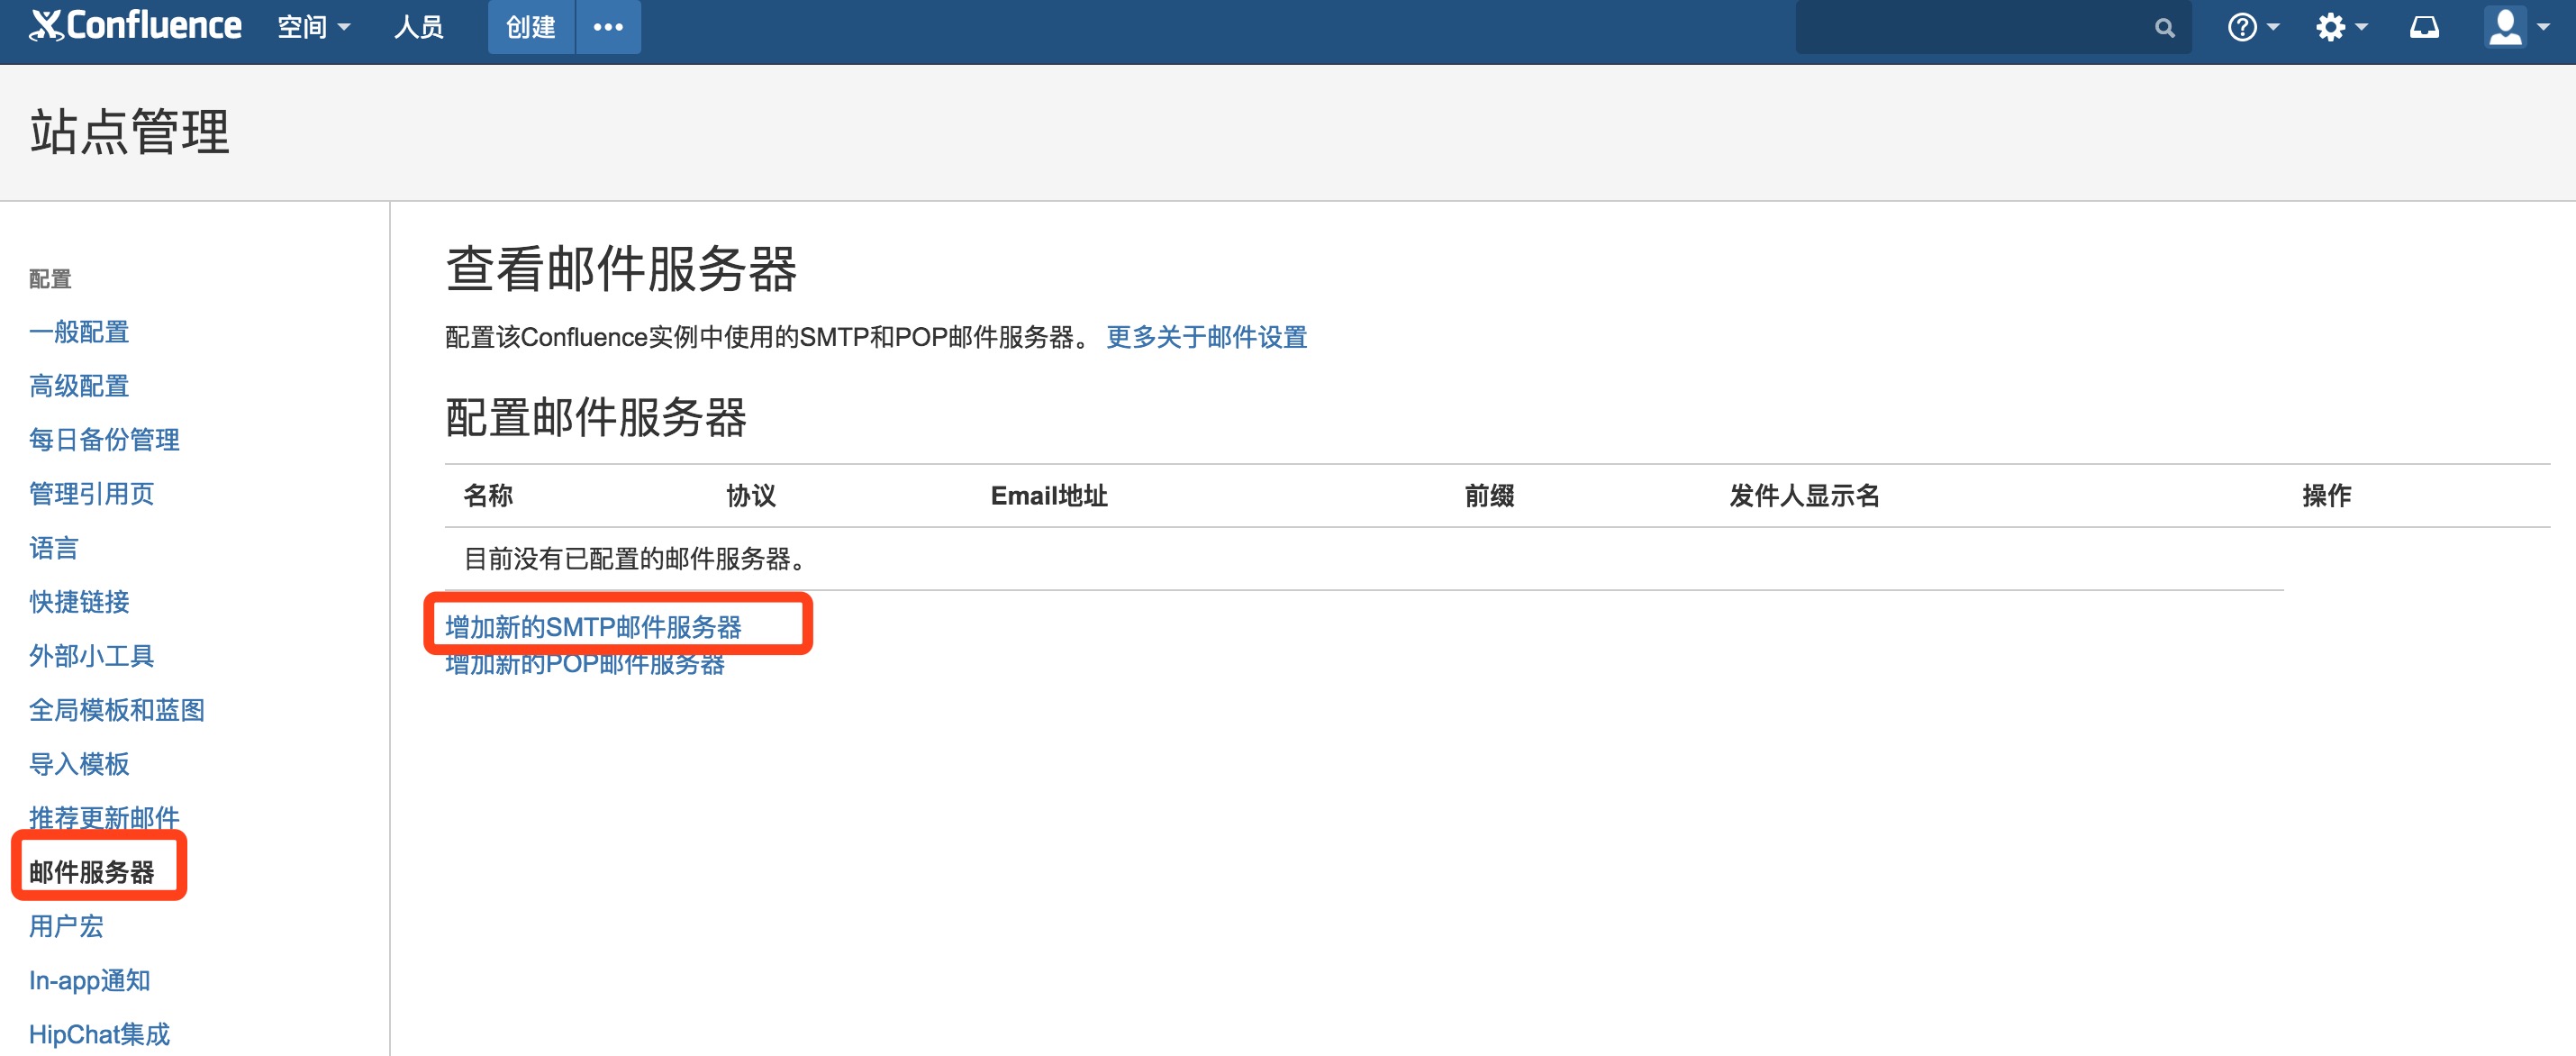 Confluence 空间 人员 创建 •••
站点管理
配置
一般配置
高级配置
每日备份管理
管理引用页
语言
快捷链接
外部小工具
全局模板和蓝图
导入模板
推荐更新邮件
邮件服务器
用户宏
In-app通知
HipChat集成
查看邮件服务器
配置该Confluence实例中使用的SMTP和POP邮件服务器。 更多关于邮件设置
配置邮件服务器
名称 协议 Email地址 前缀 发件人显示名 操作
目前没有已配置的邮件服务器。
增加新的SMTP邮件服务器
增加新的POP邮件服务器